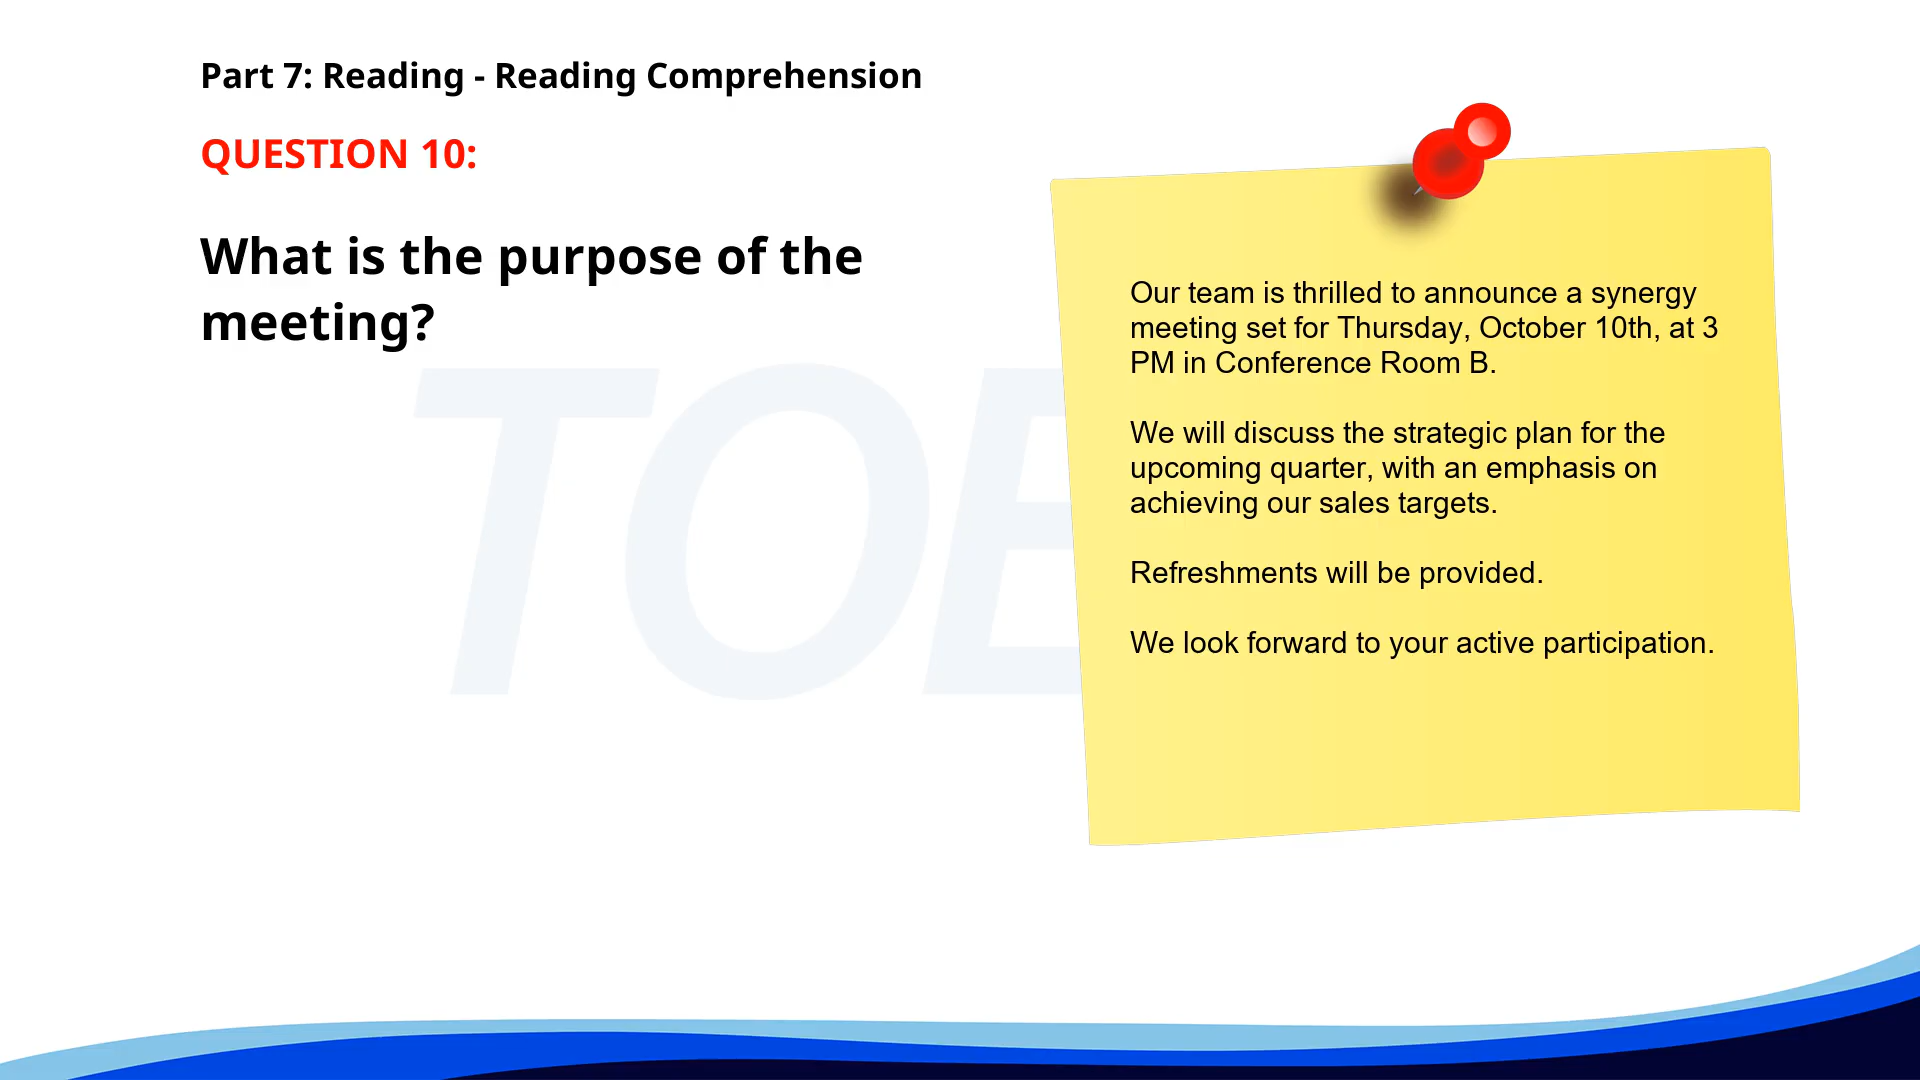 Part 7: Reading - Reading Comprehension
QUESTION 10:
What is the purpose of the
meeting?
Our team is thrilled to announce a synergy
meeting set for Thursday, October 10th, at 3
PM in Conference Room B.
We will discuss the strategic plan for the
upcoming quarter, with an emphasis on
achieving our sales targets.
Refreshments will be provided.
We look forward to your active participation.
TOE